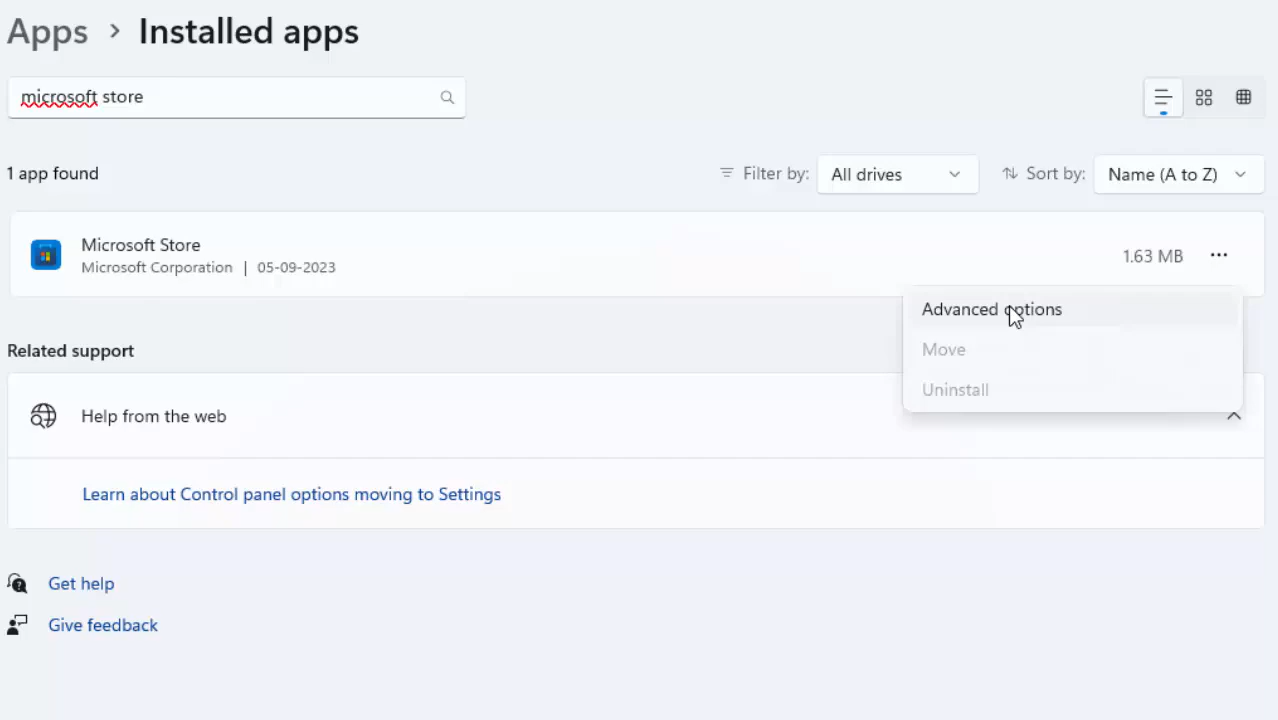 Apps > Installed apps
microsoft store
1 app found
Filter by: All drives
Sort by: Name (A to Z)
Microsoft Store
Microsoft Corporation | 05-09-2023
1.63 MB
Advanced options
Move
Uninstall
Related support
Help from the web
Learn about Control panel options moving to Settings
Get help
Give feedback